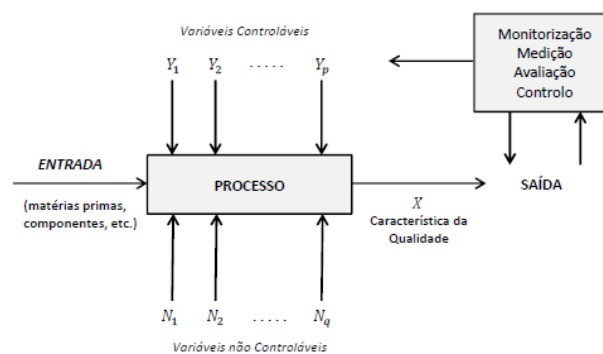 Variáveis Controláveis
Y₁ Y₂ ..... Yₚ
Monitorização
Medição
Avaliação
Controlo
ENTRADA
(matérias primas,
componentes, etc.)
PROCESSO
X
Característica da
Qualidade
SAÍDA
N₁ N₂ ..... N_q
Variáveis não Controláveis